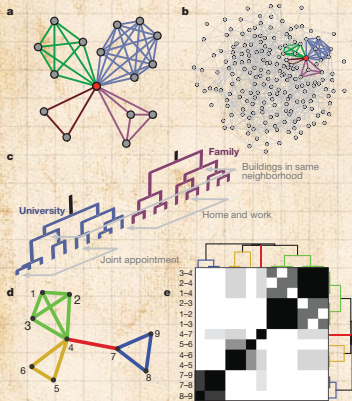 a
b
c
Family
Buildings in same
neighborhood
University
Home and work
Joint appointment
d
1
2
3
4
9
7
6
5
8
e
3–4
2–4
1–4
2–3
1–2
1–3
4–7
5–6
4–6
4–5
7–9
7–8
8–9